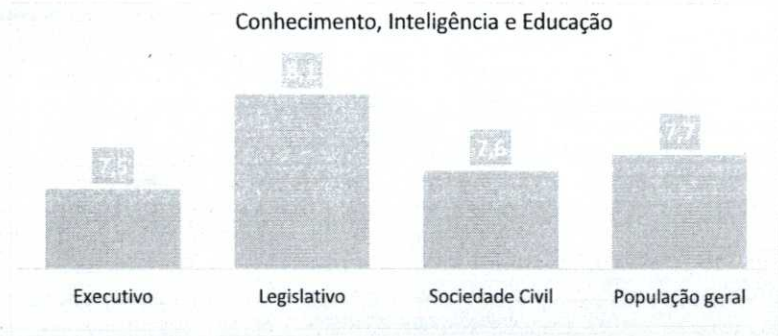 Conhecimento, Inteligência e Educação
8,1
7,5
7,6
7,7
Executivo
Legislativo
Sociedade Civil
População geral